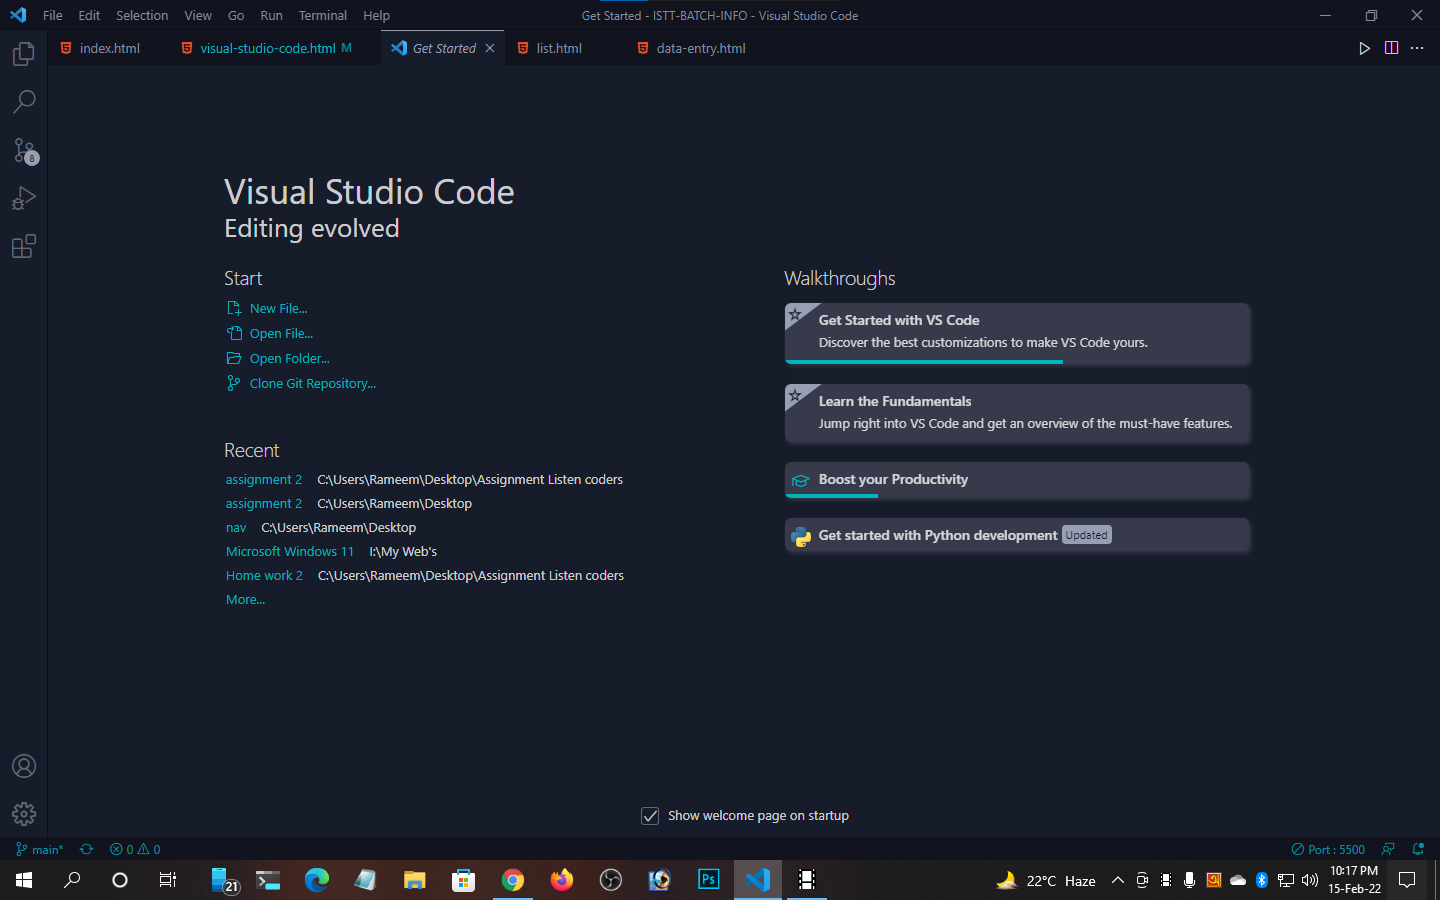 File Edit Selection View Go Run Terminal Help
Get Started - ISTT-BATCH-INFO - Visual Studio Code
index.html
visual-studio-code.html M
Get Started
list.html
data-entry.html
8
Visual Studio Code
Editing evolved
Start
New File...
Open File...
Open Folder...
Clone Git Repository...
Recent
assignment 2 C:\Users\Rameem\Desktop\Assignment Listen coders
assignment 2 C:\Users\Rameem\Desktop
nav C:\Users\Rameem\Desktop
Microsoft Windows 11 I:\My Web's
Home work 2 C:\Users\Rameem\Desktop\Assignment Listen coders
More...
Walkthroughs
Get Started with VS Code
Discover the best customizations to make VS Code yours.
Learn the Fundamentals
Jump right into VS Code and get an overview of the must-have features.
Boost your Productivity
Get started with Python development Updated
Show welcome page on startup
main* 0 0
Port : 5500
21
Ps
22°C Haze
10:17 PM
15-Feb-22